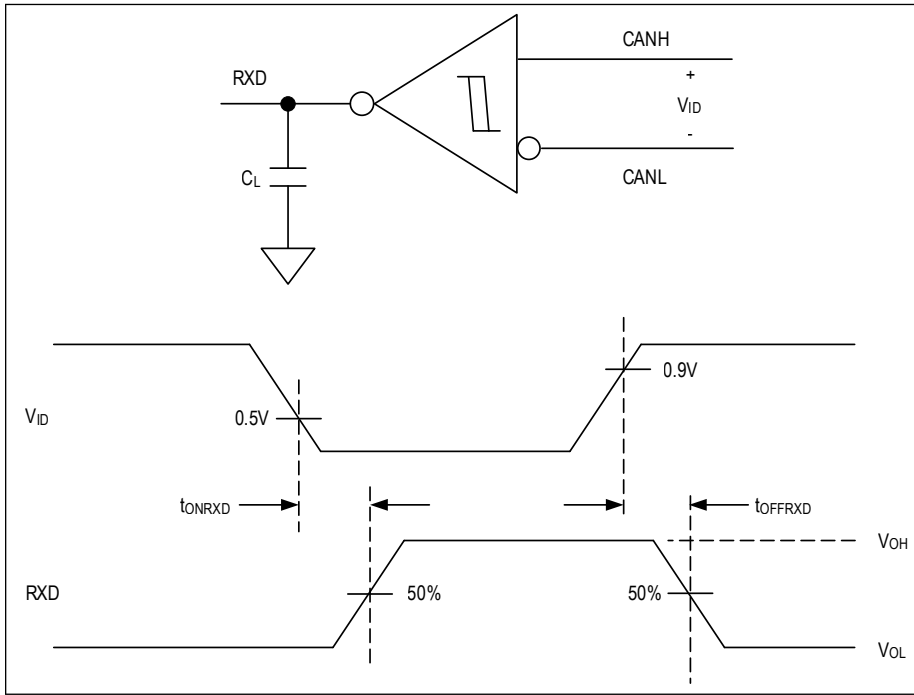 CANH
RXD
+
VID
-
CL
CANL
0.9V
VID
0.5V
tONRXD
tOFFRXD
VOH
RXD
50%
50%
VOL